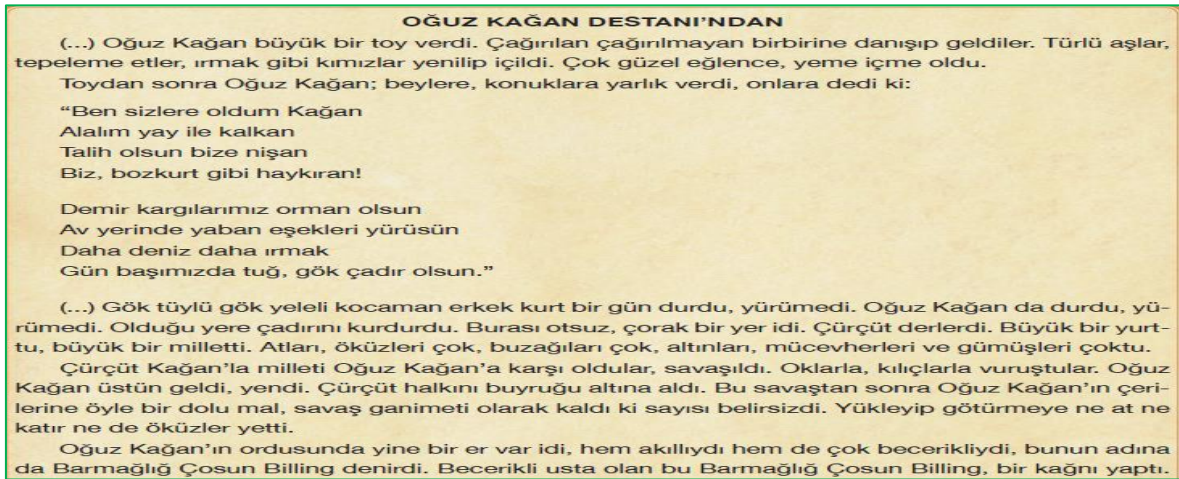 OĞUZ KAĞAN DESTANI’NDAN
(...) Oğuz Kağan büyük bir toy verdi. Çağırılan çağırılmayan birbirine danışıp geldiler. Türlü aşlar,
tepeleme etler, ırmak gibi kımızlar yenilip içildi. Çok güzel eğlence, yeme içme oldu.
Toydan sonra Oğuz Kağan; beylere, konuklara yarlık verdi, onlara dedi ki:
“Ben sizlere oldum Kağan
Alalım yay ile kalkan
Talih olsun bize nişan
Biz, bozkurt gibi haykıran!
Demir kargılarımız orman olsun
Av yerinde yaban eşekleri yürüsün
Daha deniz daha ırmak
Gün başımızda tuğ, gök çadır olsun.”
(...) Gök tüylü gök yeleli kocaman erkek kurt bir gün durdu, yürümedi. Oğuz Kağan da durdu, yü-
rümedi. Olduğu yere çadırını kurdurdu. Burası otsuz, çorak bir yer idi. Çürçüt derlerdi. Büyük bir yurt-
tu, büyük bir milletti. Atları, öküzleri çok, buzağıları çok, altınları, mücevherleri ve gümüşleri çoktu.
Çürçüt Kağan’la milleti Oğuz Kağan’a karşı oldular, savaşıldı. Oklarla, kılıçlarla vuruştular. Oğuz
Kağan üstün geldi, yendi. Çürçüt halkını buyruğu altına aldı. Bu savaştan sonra Oğuz Kağan’ın çeri-
lerine öyle bir dolu mal, savaş ganimeti olarak kaldı ki sayısı belirsizdi. Yükleyip götürmeye ne at ne
katır ne de öküzler yetti.
Oğuz Kağan’ın ordusunda yine bir er var idi, hem akıllıydı hem de çok becerikliydi, bunun adına
da Barmağlığ Çosun Billing denirdi. Becerikli usta olan bu Barmağlığ Çosun Billing, bir kağnı yaptı.